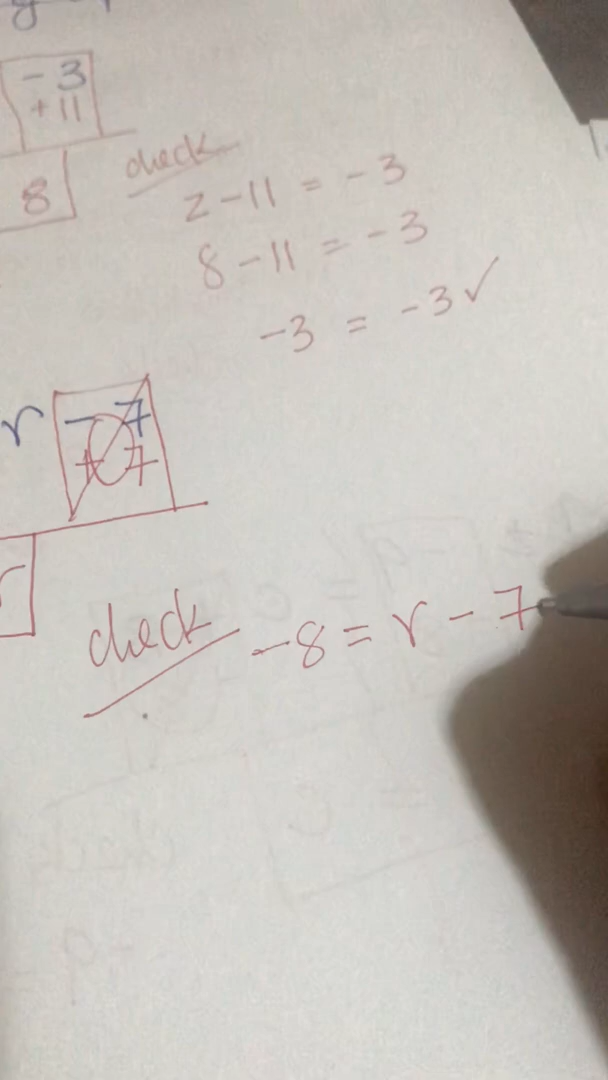 - 3
+ 11
8
check
z - 11 = - 3
8 - 11 = - 3
- 3 = - 3 ✓
r - 7
+ 7
r
check
- 8 = r - 7